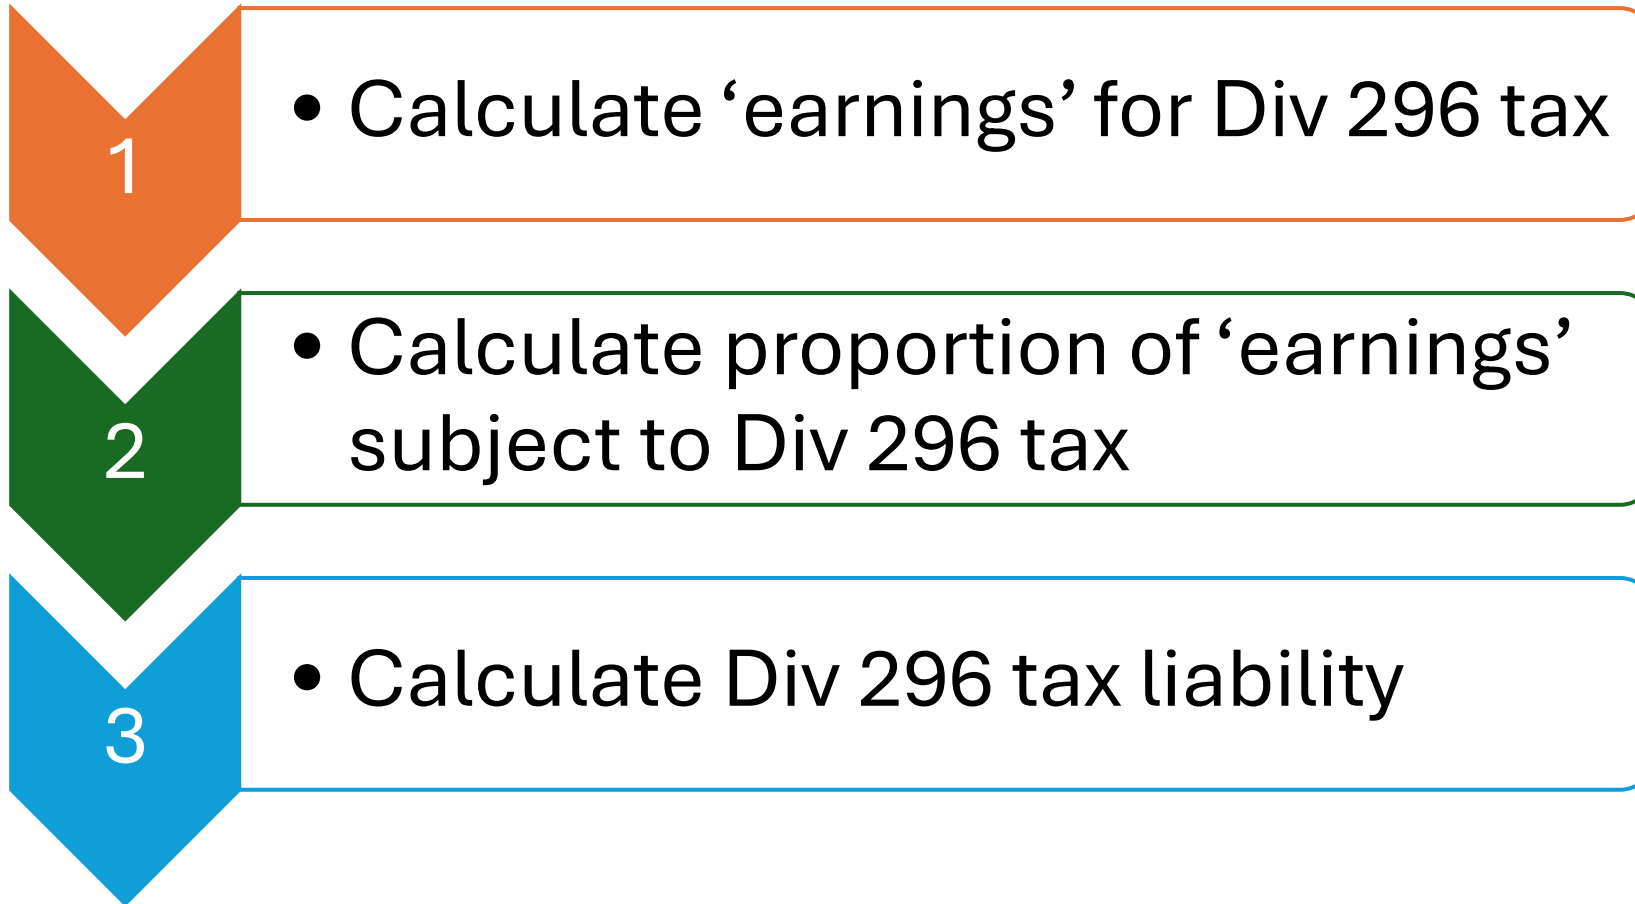 1
• Calculate ‘earnings’ for Div 296 tax
2
• Calculate proportion of ‘earnings’
subject to Div 296 tax
3
• Calculate Div 296 tax liability